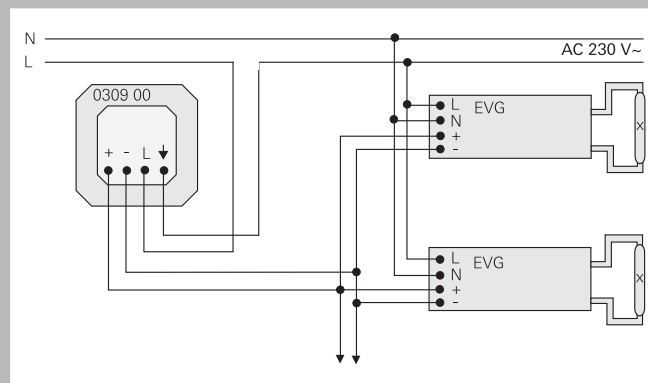 N
AC 230 V~
L
0309 00
+ - L
L EVG
N
+
-
x
L EVG
N
+
-
x